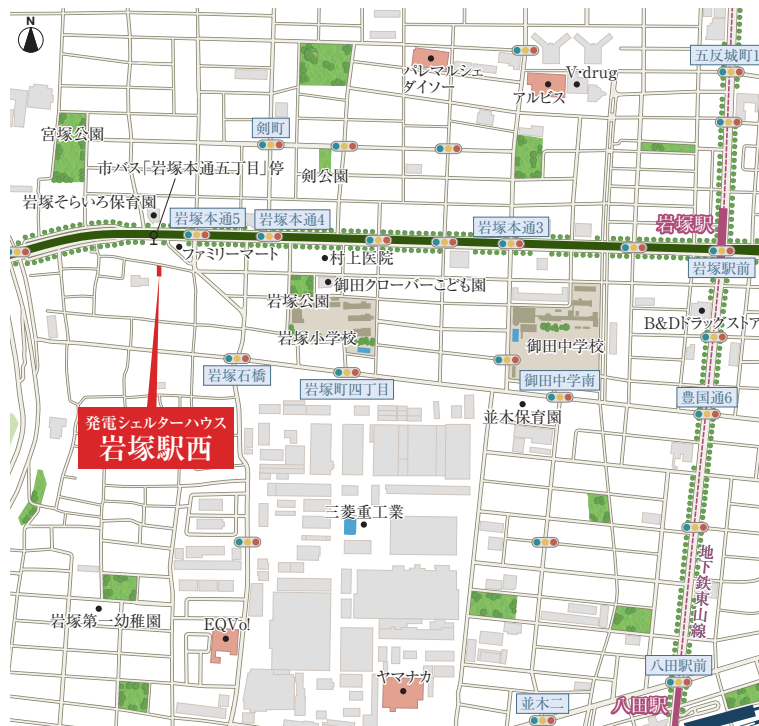 N
五反城町1
パレマルシェ
ダイソー
V・drug
アルビス
剣町
宮塚公園
市バス「岩塚本通五丁目」停
剣公園
岩塚そらいろ保育園
岩塚本通5
岩塚本通4
岩塚本通3
岩塚駅
ファミリーマート
村上医院
岩塚駅前
御田クローバーこども園
岩塚公園
B&Dドラッグストア
岩塚小学校
御田中学校
岩塚石橋
岩塚町四丁目
御田中学南
豊国通6
並木保育園
発電シェルターハウス
岩塚駅西
三菱重工業
地下鉄東山線
岩塚第一幼稚園
EQVo!
八田駅前
ヤマナカ
並木二
八田駅